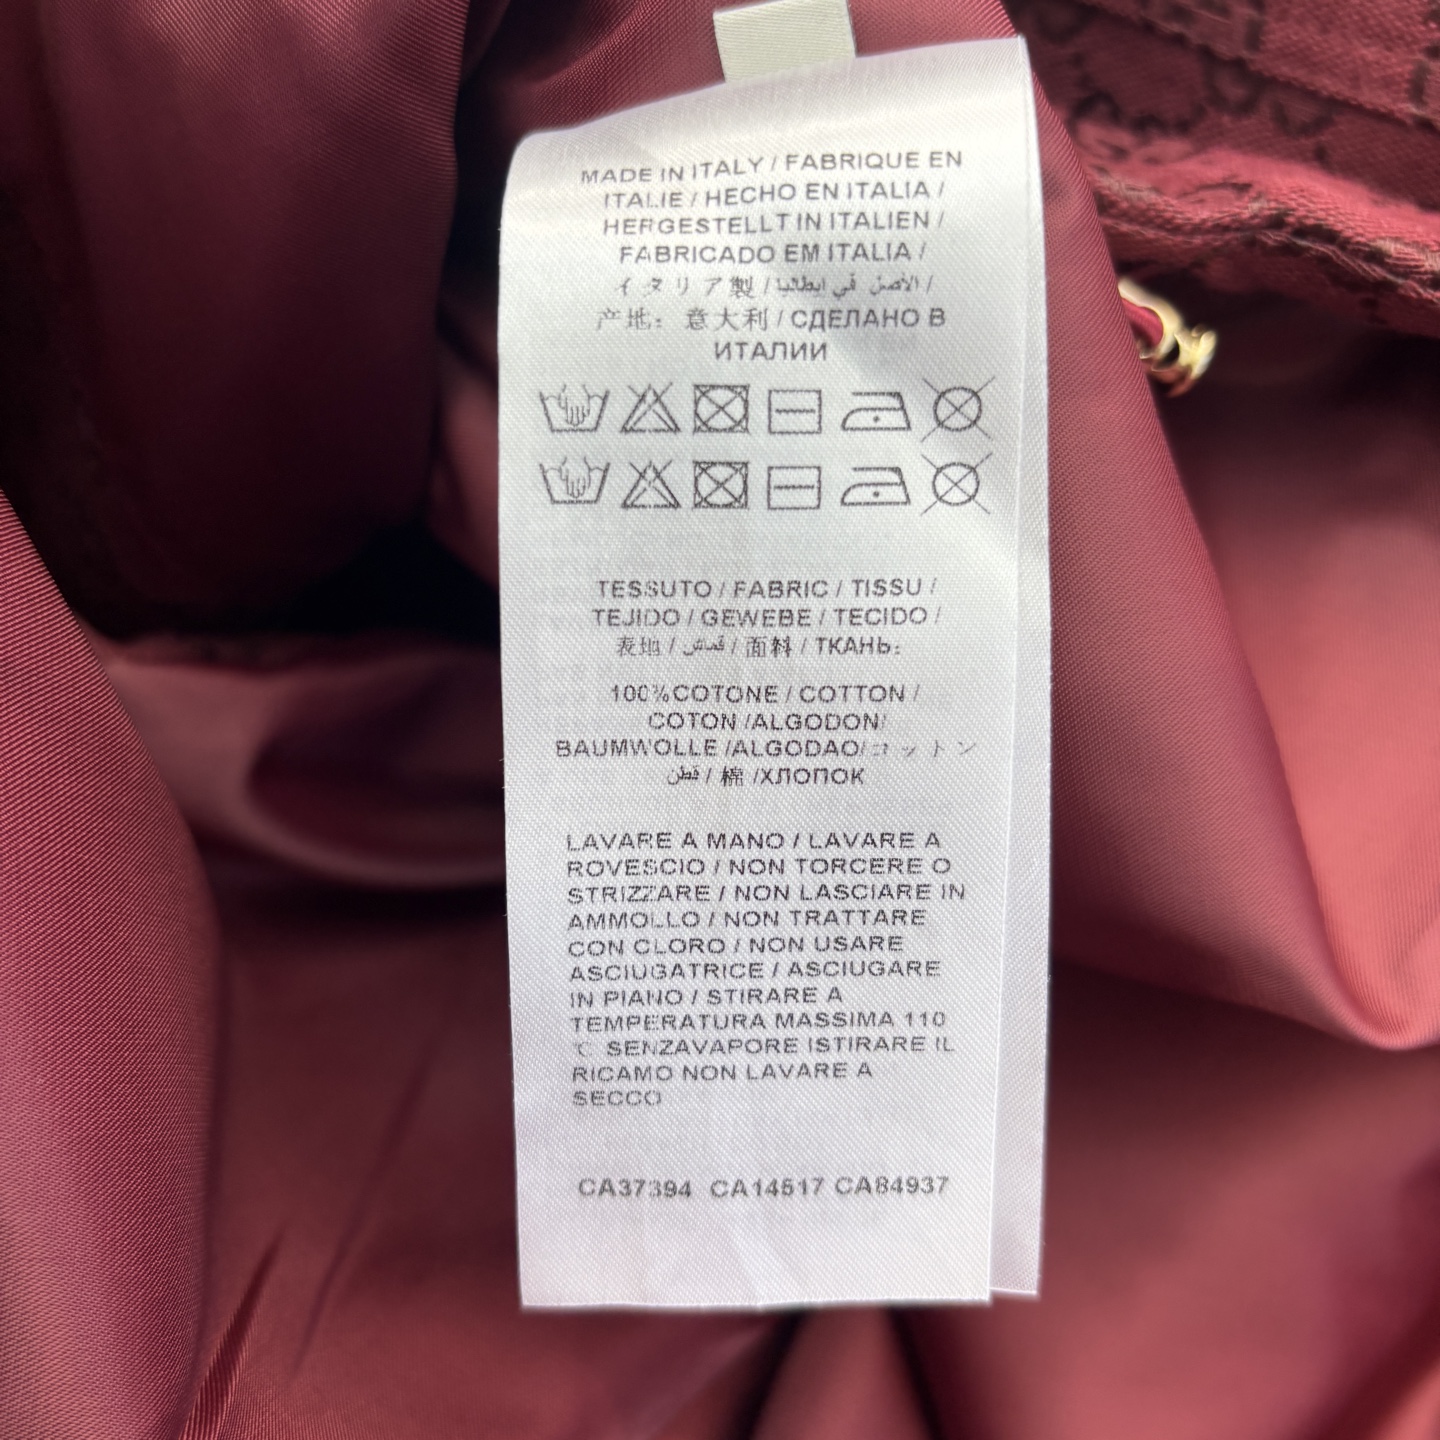 MADE IN ITALY / FABRIQUE EN
ITALIE / HECHO EN ITALIA /
HERGESTELLT IN ITALIEN /
FABRICADO EM ITALIA /
イタリア製 / الأصل في ايطاليا /
产地：意大利 / СДЕЛАНО В
ИТАЛИИ
TESSUTO / FABRIC / TISSU /
TEJIDO / GEWEBE / TECIDO /
表地 / قماش / 面料 / ТКАНЬ:
100% COTONE / COTTON /
COTON /ALGODON/
BAUMWOLLE /ALGODAO/コットン
قطن / 棉 /ХЛОПОК
LAVARE A MANO / LAVARE A
ROVESCIO / NON TORCERE O
STRIZZARE / NON LASCIARE IN
AMMOLLO / NON TRATTARE
CON CLORO / NON USARE
ASCIUGATRICE / ASCIUGARE
IN PIANO / STIRARE A
TEMPERATURA MASSIMA 110
℃ SENZAVAPORE ISTIRARE IL
RICAMO NON LAVARE A
SECCO
CA37394 CA14517 CA84937